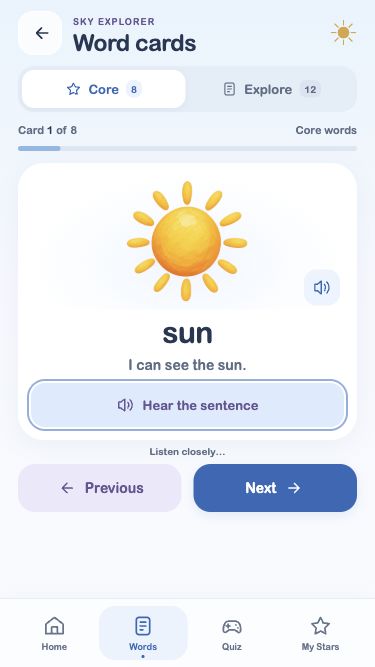 SKY EXPLORER
Word cards
Core 8
Explore 12
Card 1 of 8
Core words
sun
I can see the sun.
Hear the sentence
Listen closely...
Previous
Next
Home
Words
Quiz
My Stars